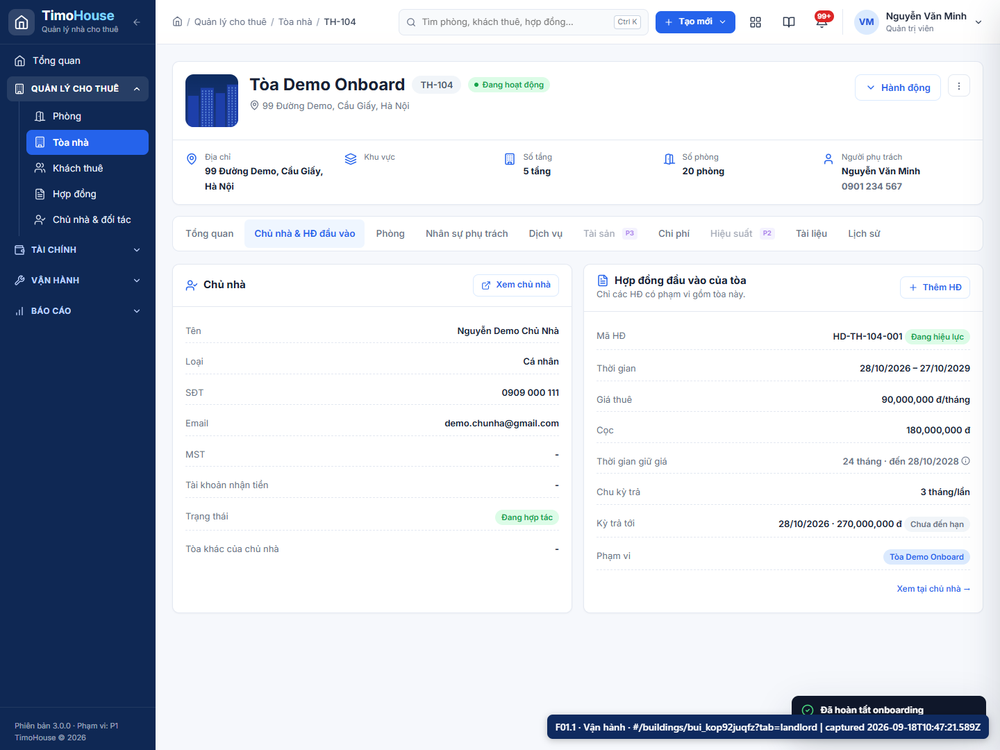 TimoHouse
Quản lý nhà cho thuê
Tổng quan
QUẢN LÝ CHO THUÊ
Phòng
Tòa nhà
Khách thuê
Hợp đồng
Chủ nhà & đối tác
TÀI CHÍNH
VẬN HÀNH
BÁO CÁO
Phiên bản 3.0.0 · Phạm vi: P1
TimoHouse © 2026
/ Quản lý cho thuê / Tòa nhà / TH-104
Tìm phòng, khách thuê, hợp đồng...
Ctrl K
Tạo mới
99+
VM
Nguyễn Văn Minh
Quản trị viên
Tòa Demo Onboard
TH-104
Đang hoạt động
99 Đường Demo, Cầu Giấy, Hà Nội
Hành động
Địa chỉ
99 Đường Demo, Cầu Giấy,
Hà Nội
Khu vực
Số tầng
5 tầng
Số phòng
20 phòng
Người phụ trách
Nguyễn Văn Minh
0901 234 567
Tổng quan
Chủ nhà & HĐ đầu vào
Phòng
Nhân sự phụ trách
Dịch vụ
Tài sản P3
Chi phí
Hiệu suất P2
Tài liệu
Lịch sử
Chủ nhà
Xem chủ nhà
Tên Nguyễn Demo Chủ Nhà
Loại Cá nhân
SĐT 0909 000 111
Email demo.chunha@gmail.com
MST -
Tài khoản nhận tiền -
Trạng thái Đang hợp tác
Tòa khác của chủ nhà -
Hợp đồng đầu vào của tòa
Chỉ các HĐ có phạm vi gồm tòa này.
Thêm HĐ
Mã HĐ HD-TH-104-001 Đang hiệu lực
Thời gian 28/10/2026 – 27/10/2029
Giá thuê 90,000,000 đ/tháng
Cọc 180,000,000 đ
Thời gian giữ giá 24 tháng · đến 28/10/2028
Chu kỳ trả 3 tháng/lần
Kỳ trả tới 28/10/2026 · 270,000,000 đ Chưa đến hạn
Phạm vi Tòa Demo Onboard
Xem tại chủ nhà →
Đã hoàn tất onboarding
F01.1 · Vận hành · #/buildings/bui_kop92juqfz?tab=landlord | captured 2026-09-18T10:47:21.589Z